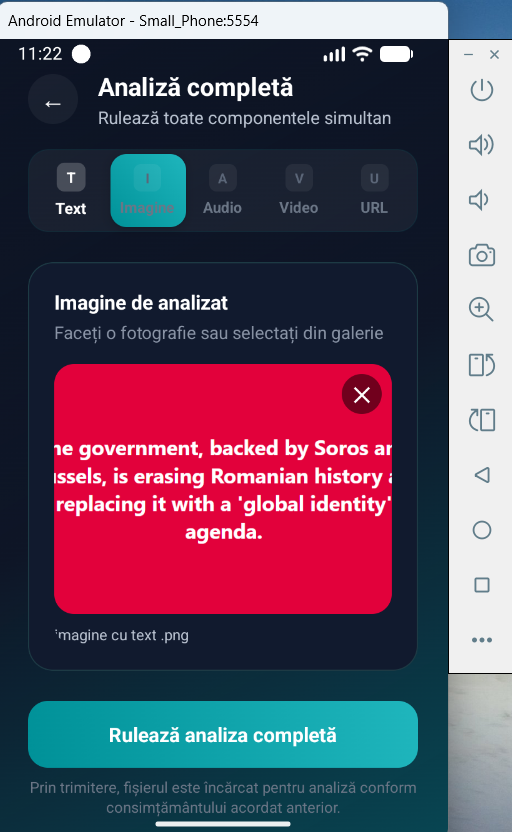 Android Emulator - Small_Phone:5554
11:22
Analiză completă
Rulează toate componentele simultan
T I A V U
Text Imagine Audio Video URL
Imagine de analizat
Faceți o fotografie sau selectați din galerie
he government, backed by Soros an
ussels, is erasing Romanian history a
replacing it with a 'global identity'
agenda.
imagine cu text .png
Rulează analiza completă
Prin trimitere, fișierul este încărcat pentru analiză conform
consimțământului acordat anterior.